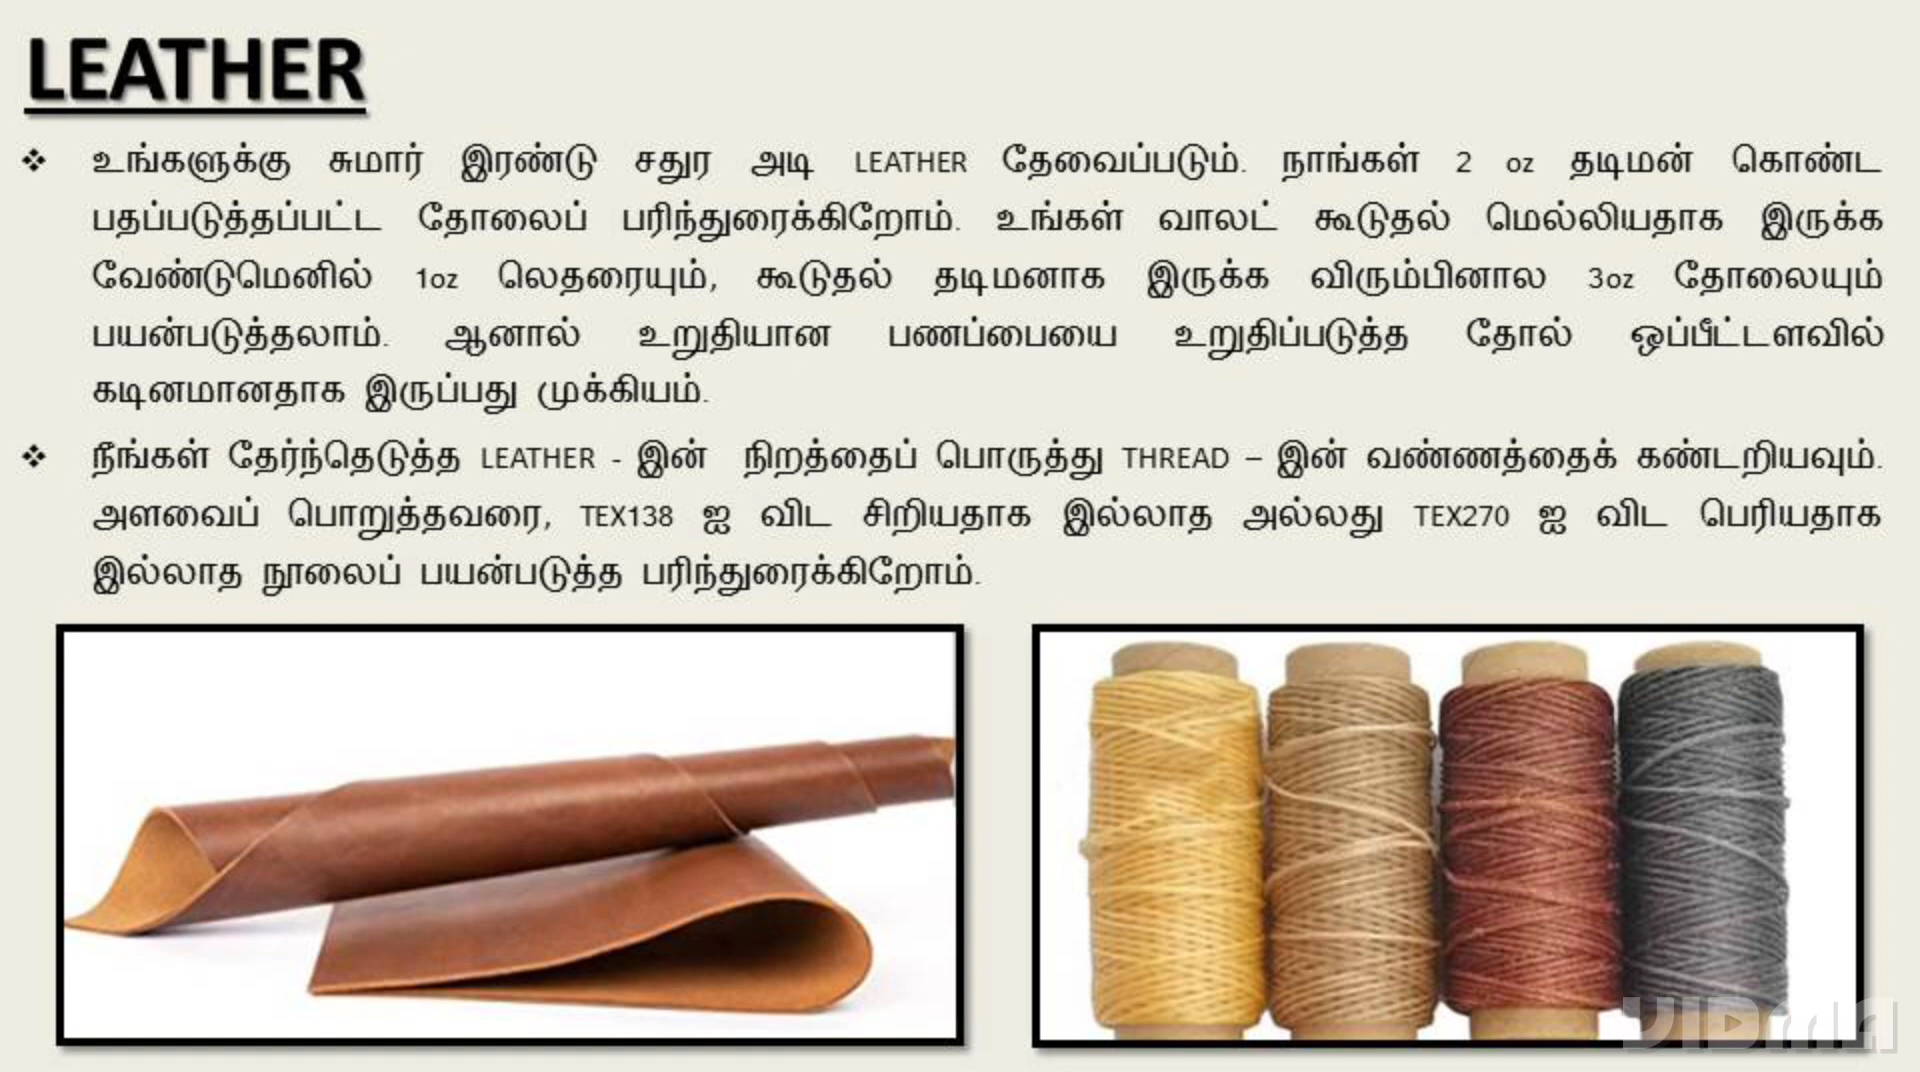 LEATHER
❖ உங்களுக்கு சுமார் இரண்டு சதுர அடி LEATHER தேவைப்படும். நாங்கள் 2 oz தடிமன் கொண்ட
பதப்படுத்தப்பட்ட தோலைப் பரிந்துரைக்கிறோம். உங்கள் வாலட் கூடுதல் மெல்லியதாக இருக்க
வேண்டுமெனில் 1oz லெதரையும், கூடுதல் தடிமனாக இருக்க விரும்பினால 3oz தோலையும்
பயன்படுத்தலாம். ஆனால் உறுதியான பணப்பையை உறுதிப்படுத்த தோல் ஒப்பீட்டளவில்
கடினமானதாக இருப்பது முக்கியம்.
❖ நீங்கள் தேர்ந்தெடுத்த LEATHER - இன் நிறத்தைப் பொருத்து THREAD – இன் வண்ணத்தைக் கண்டறியவும்.
அளவைப் பொறுத்தவரை, TEX138 ஐ விட சிறியதாக இல்லாத அல்லது TEX270 ஐ விட பெரியதாக
இல்லாத நூலைப் பயன்படுத்த பரிந்துரைக்கிறோம்.
VIDMA